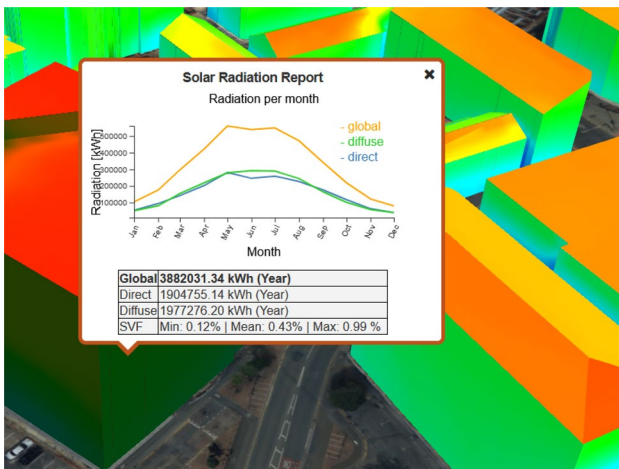 Solar Radiation Report
✖
Radiation per month
Radiation [kWh]
00000
400000
00000
200000
100000
- global
- diffuse
- direct
Jan Feb Mar Apr May Jun Jul Aug Sep Oct Nov Dec
Month
Global 3882031.34 kWh (Year)
Direct 1904755.14 kWh (Year)
Diffuse 1977276.20 kWh (Year)
SVF Min: 0.12% | Mean: 0.43% | Max: 0.99 %